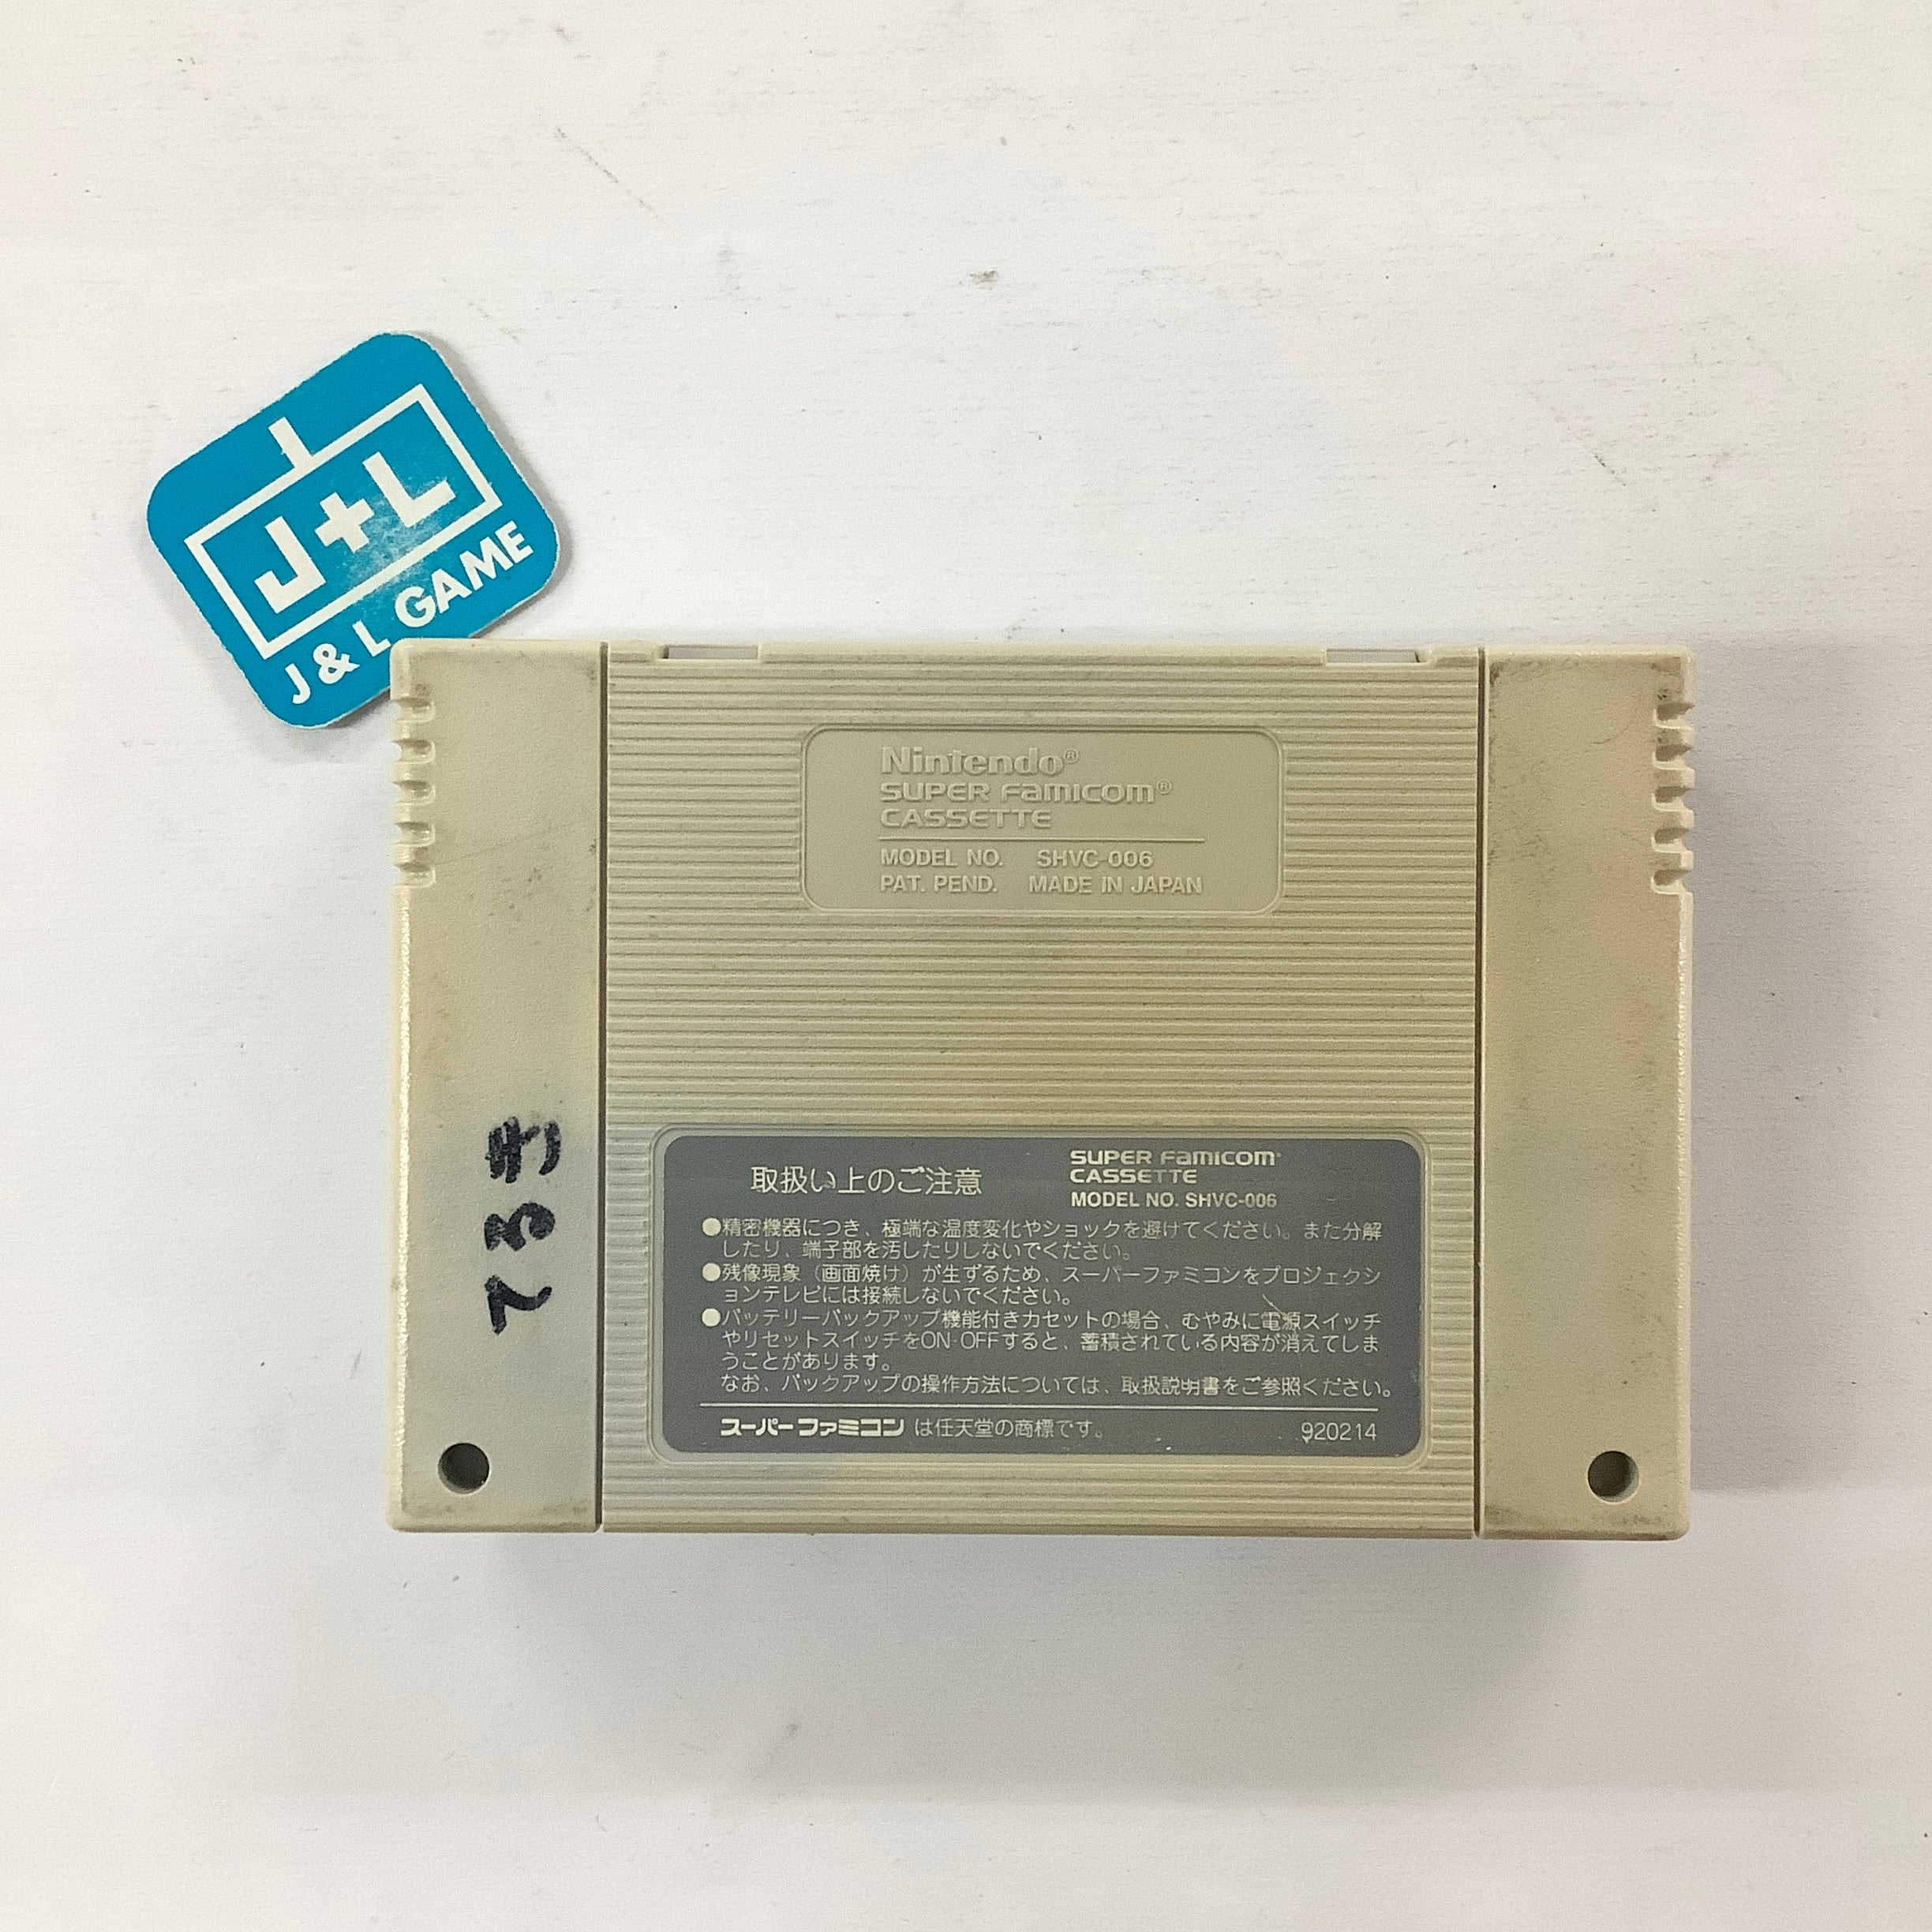 J+L
J & L GAME
Nintendo®
SUPER FAMICOM®
CASSETTE
MODEL NO. SHVC-006
PAT. PEND. MADE IN JAPAN
てるき
取扱い上のご注意
SUPER FAMICOM®
CASSETTE
MODEL NO. SHVC-006
●精密機器につき、極端な温度変化やショックを避けてください。また分解
したり、端子部を汚したりしないでください。
●残像現象（画面焼け）が生ずるため、スーパーファミコンをプロジェクシ
ョンテレビには接続しないでください。
●バッテリーバックアップ機能付きカセットの場合、むやみに電源スイッチ
やリセットスイッチをON·OFFすると、蓄積されている内容が消えてしま
うことがあります。
なお、バックアップの操作方法については、取扱説明書をご参照ください。
スーパーファミコン は任天堂の商標です。
920214